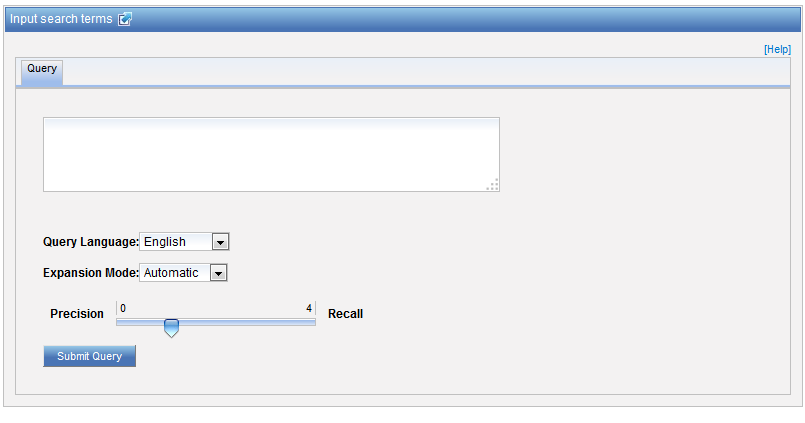 Input search terms
[Help]
Query
Query Language: English
Expansion Mode: Automatic
0 4
Precision Recall
Submit Query